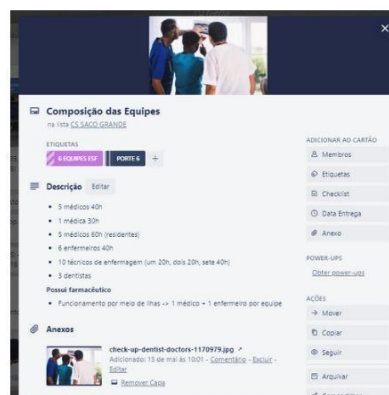 Composição das Equipes
na lista CS SACO GRANDE
ETIQUETAS
6 EQUIPES ESF
PORTE 6
+
Descrição Editar
• 5 médicos 40h
• 1 médica 30h
• 5 médicos 60h (residentes)
• 6 enfermeiros 40h
• 10 técnicos de enfermagem (um 20h, dois 20h, sete 40h)
• 3 dentistas
Possui farmacêutico
• Funcionamento por meio de ilhas -> 1 médico + 1 enfermeiro por equipe
Anexos
check-up-dentist-doctors-1170979.jpg ↗
Adicionado: 15 de mai às 10:01 - Comentário - Excluir -
Editar
Remover Capa
ADICIONAR AO CARTÃO
Membros
Etiquetas
Checklist
Data Entrega
Anexo
POWER-UPS
Obter power-ups
AÇÕES
Mover
Copiar
Seguir
Arquivar